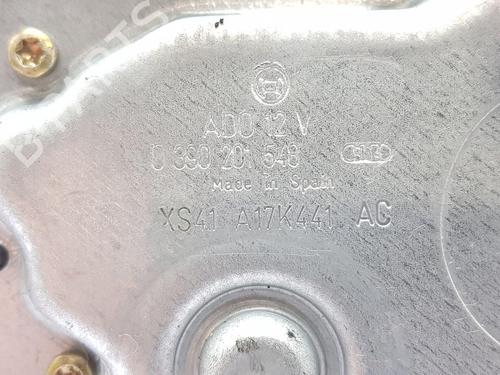 ADO 12 V
0 390 201 548
Made in Spain
XS41 A17K441 AC